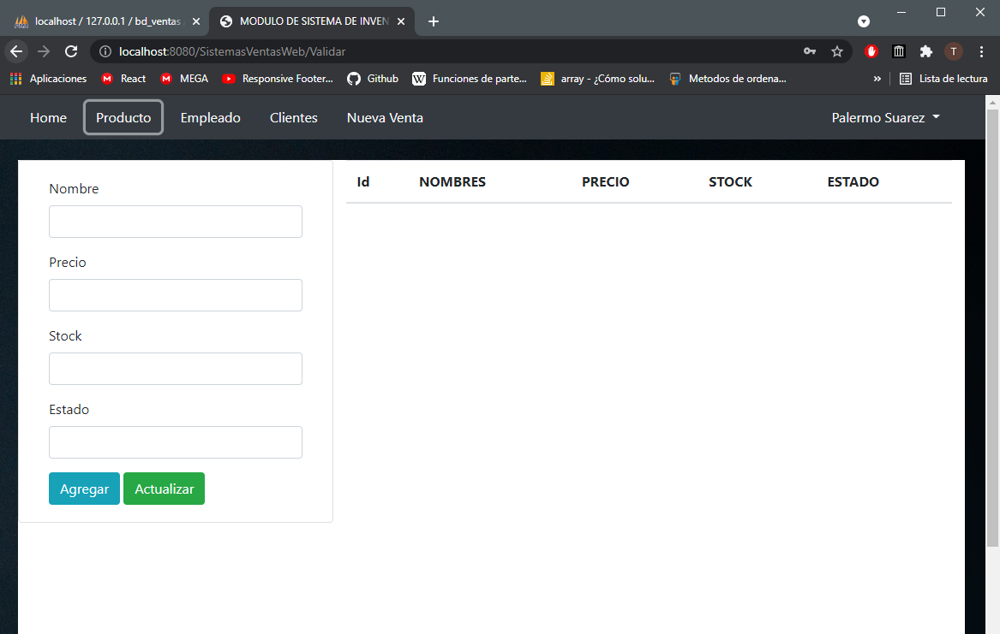 localhost / 127.0.0.1 / bd_ventas
MODULO DE SISTEMA DE INVEN
localhost:8080/SistemasVentasWeb/Validar
T
Aplicaciones React MEGA Responsive Footer... Github Funciones de parte... array - ¿Cómo solu... Metodos de ordena... » Lista de lectura
Home Producto Empleado Clientes Nueva Venta Palermo Suarez
Nombre
Precio
Stock
Estado
Agregar Actualizar
Id NOMBRES PRECIO STOCK ESTADO